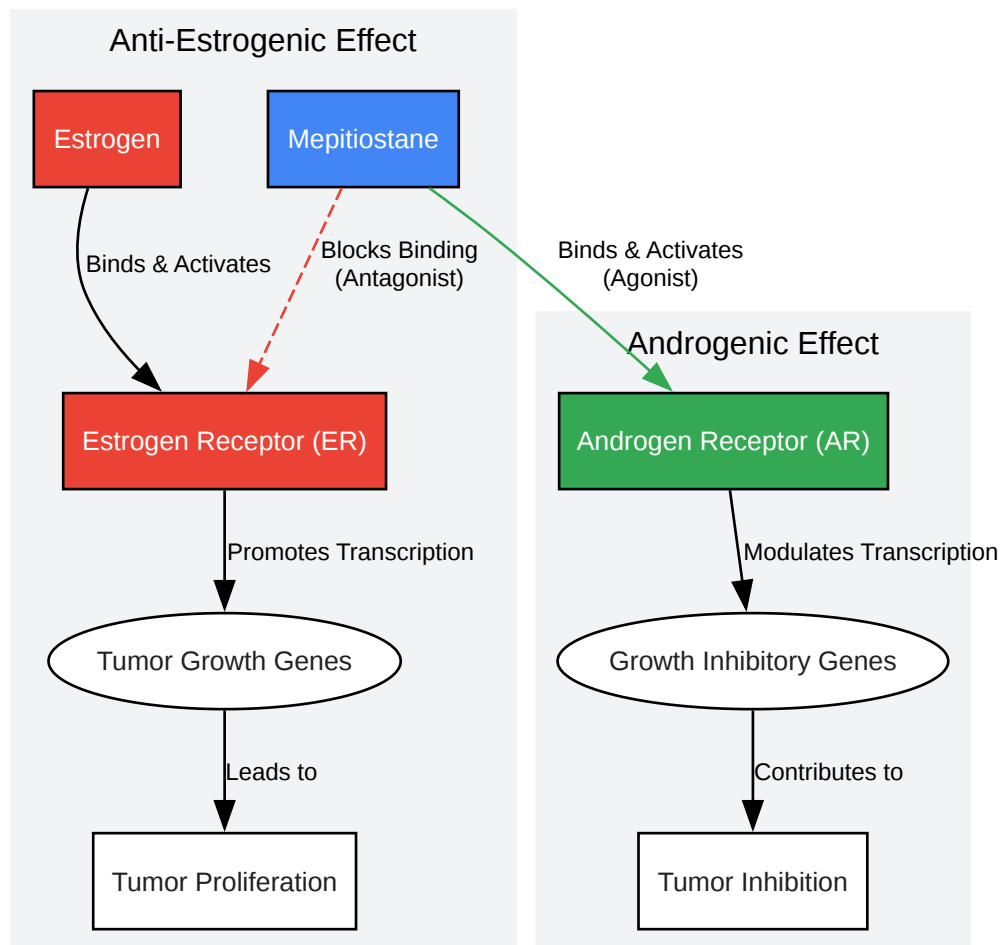 Anti-Estrogenic Effect
Estrogen
Mepitiostane
Binds & Activates
Blocks Binding
(Antagonist)
Binds & Activates
(Agonist)
Androgenic Effect
Estrogen Receptor (ER)
Androgen Receptor (AR)
Promotes Transcription
Modulates Transcription
Tumor Growth Genes
Growth Inhibitory Genes
Leads to
Contributes to
Tumor Proliferation
Tumor Inhibition